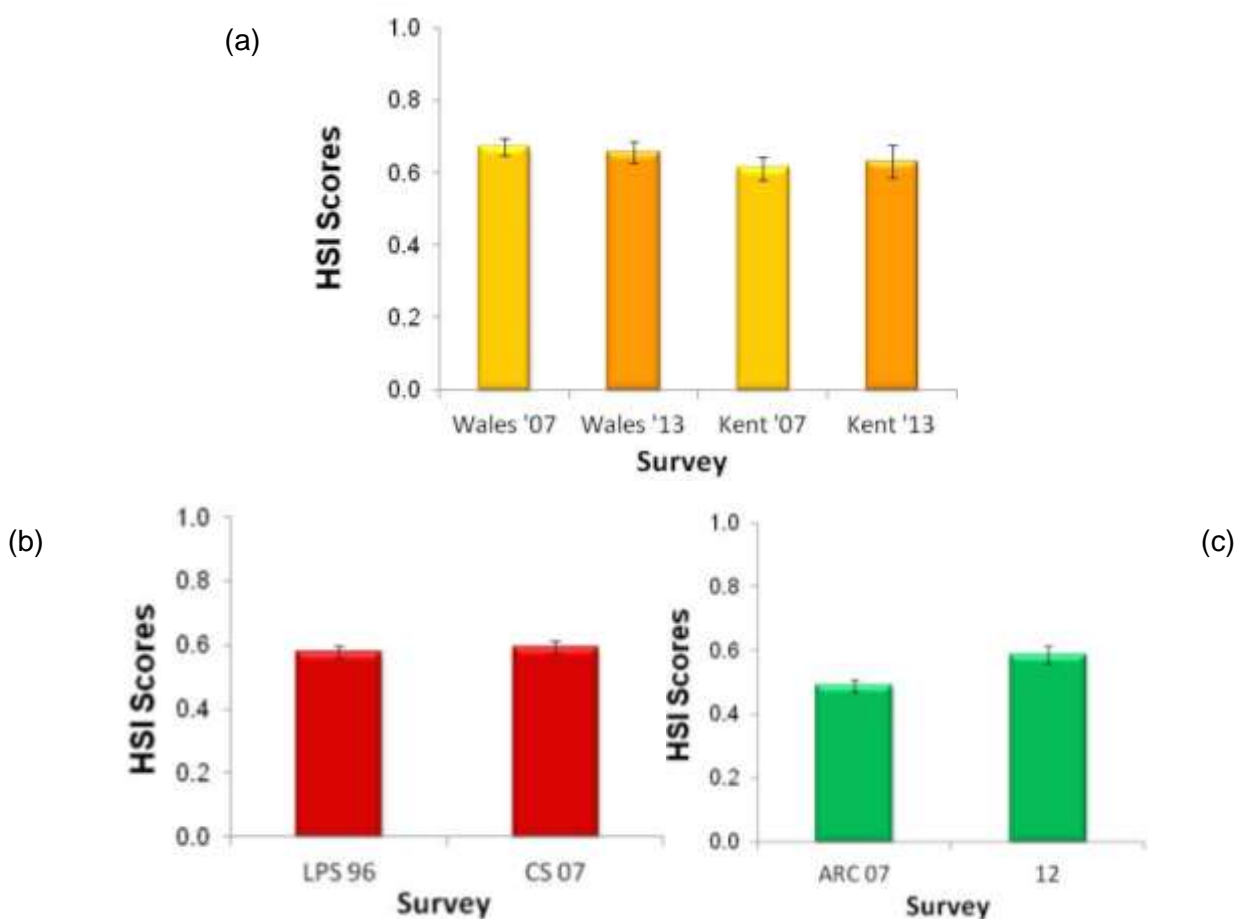 (a)
HSI Scores
1.0
0.8
0.6
0.4
0.2
0.0
Wales '07 Wales '13 Kent '07 Kent '13
Survey
(b)
HSI Scores
1.0
0.8
0.6
0.4
0.2
0.0
LPS 96 CS 07
Survey
(c)
HSI Scores
1.0
0.8
0.6
0.4
0.2
0.0
ARC 07 12
Survey